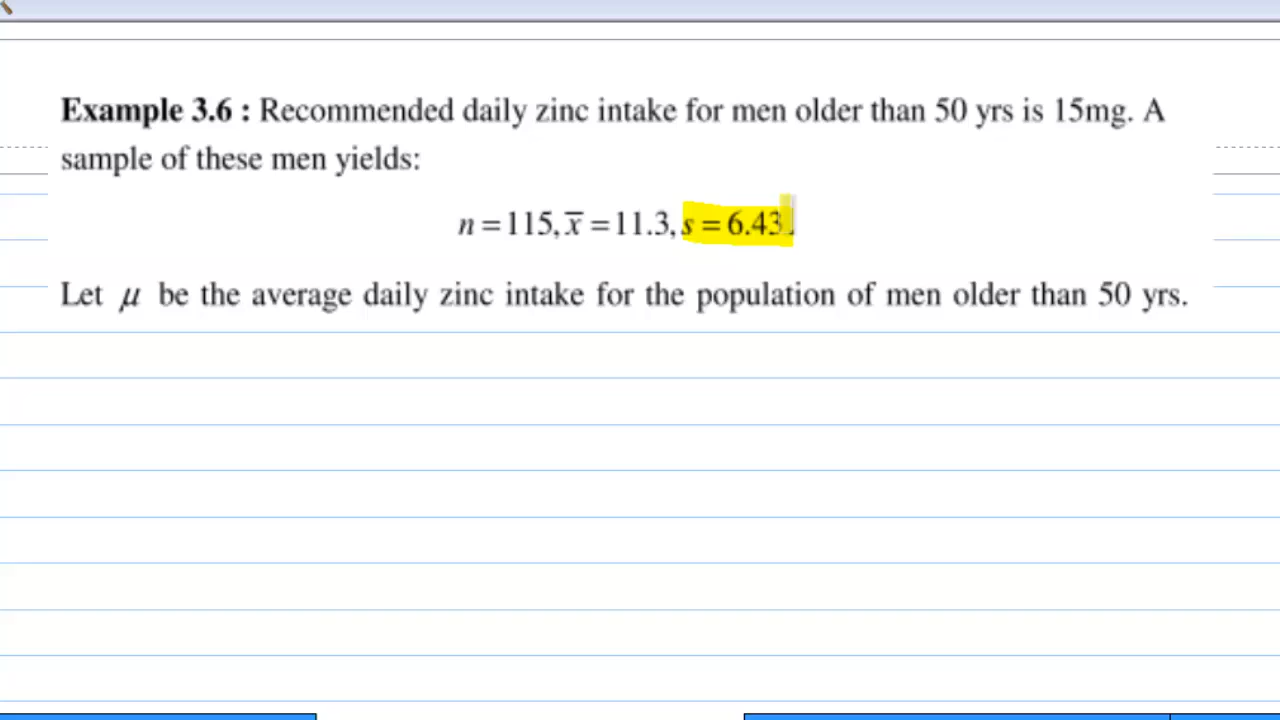 Example 3.6 : Recommended daily zinc intake for men older than 50 yrs is 15mg. A
sample of these men yields:
n = 115, x̅ = 11.3, s = 6.43.
Let μ be the average daily zinc intake for the population of men older than 50 yrs.